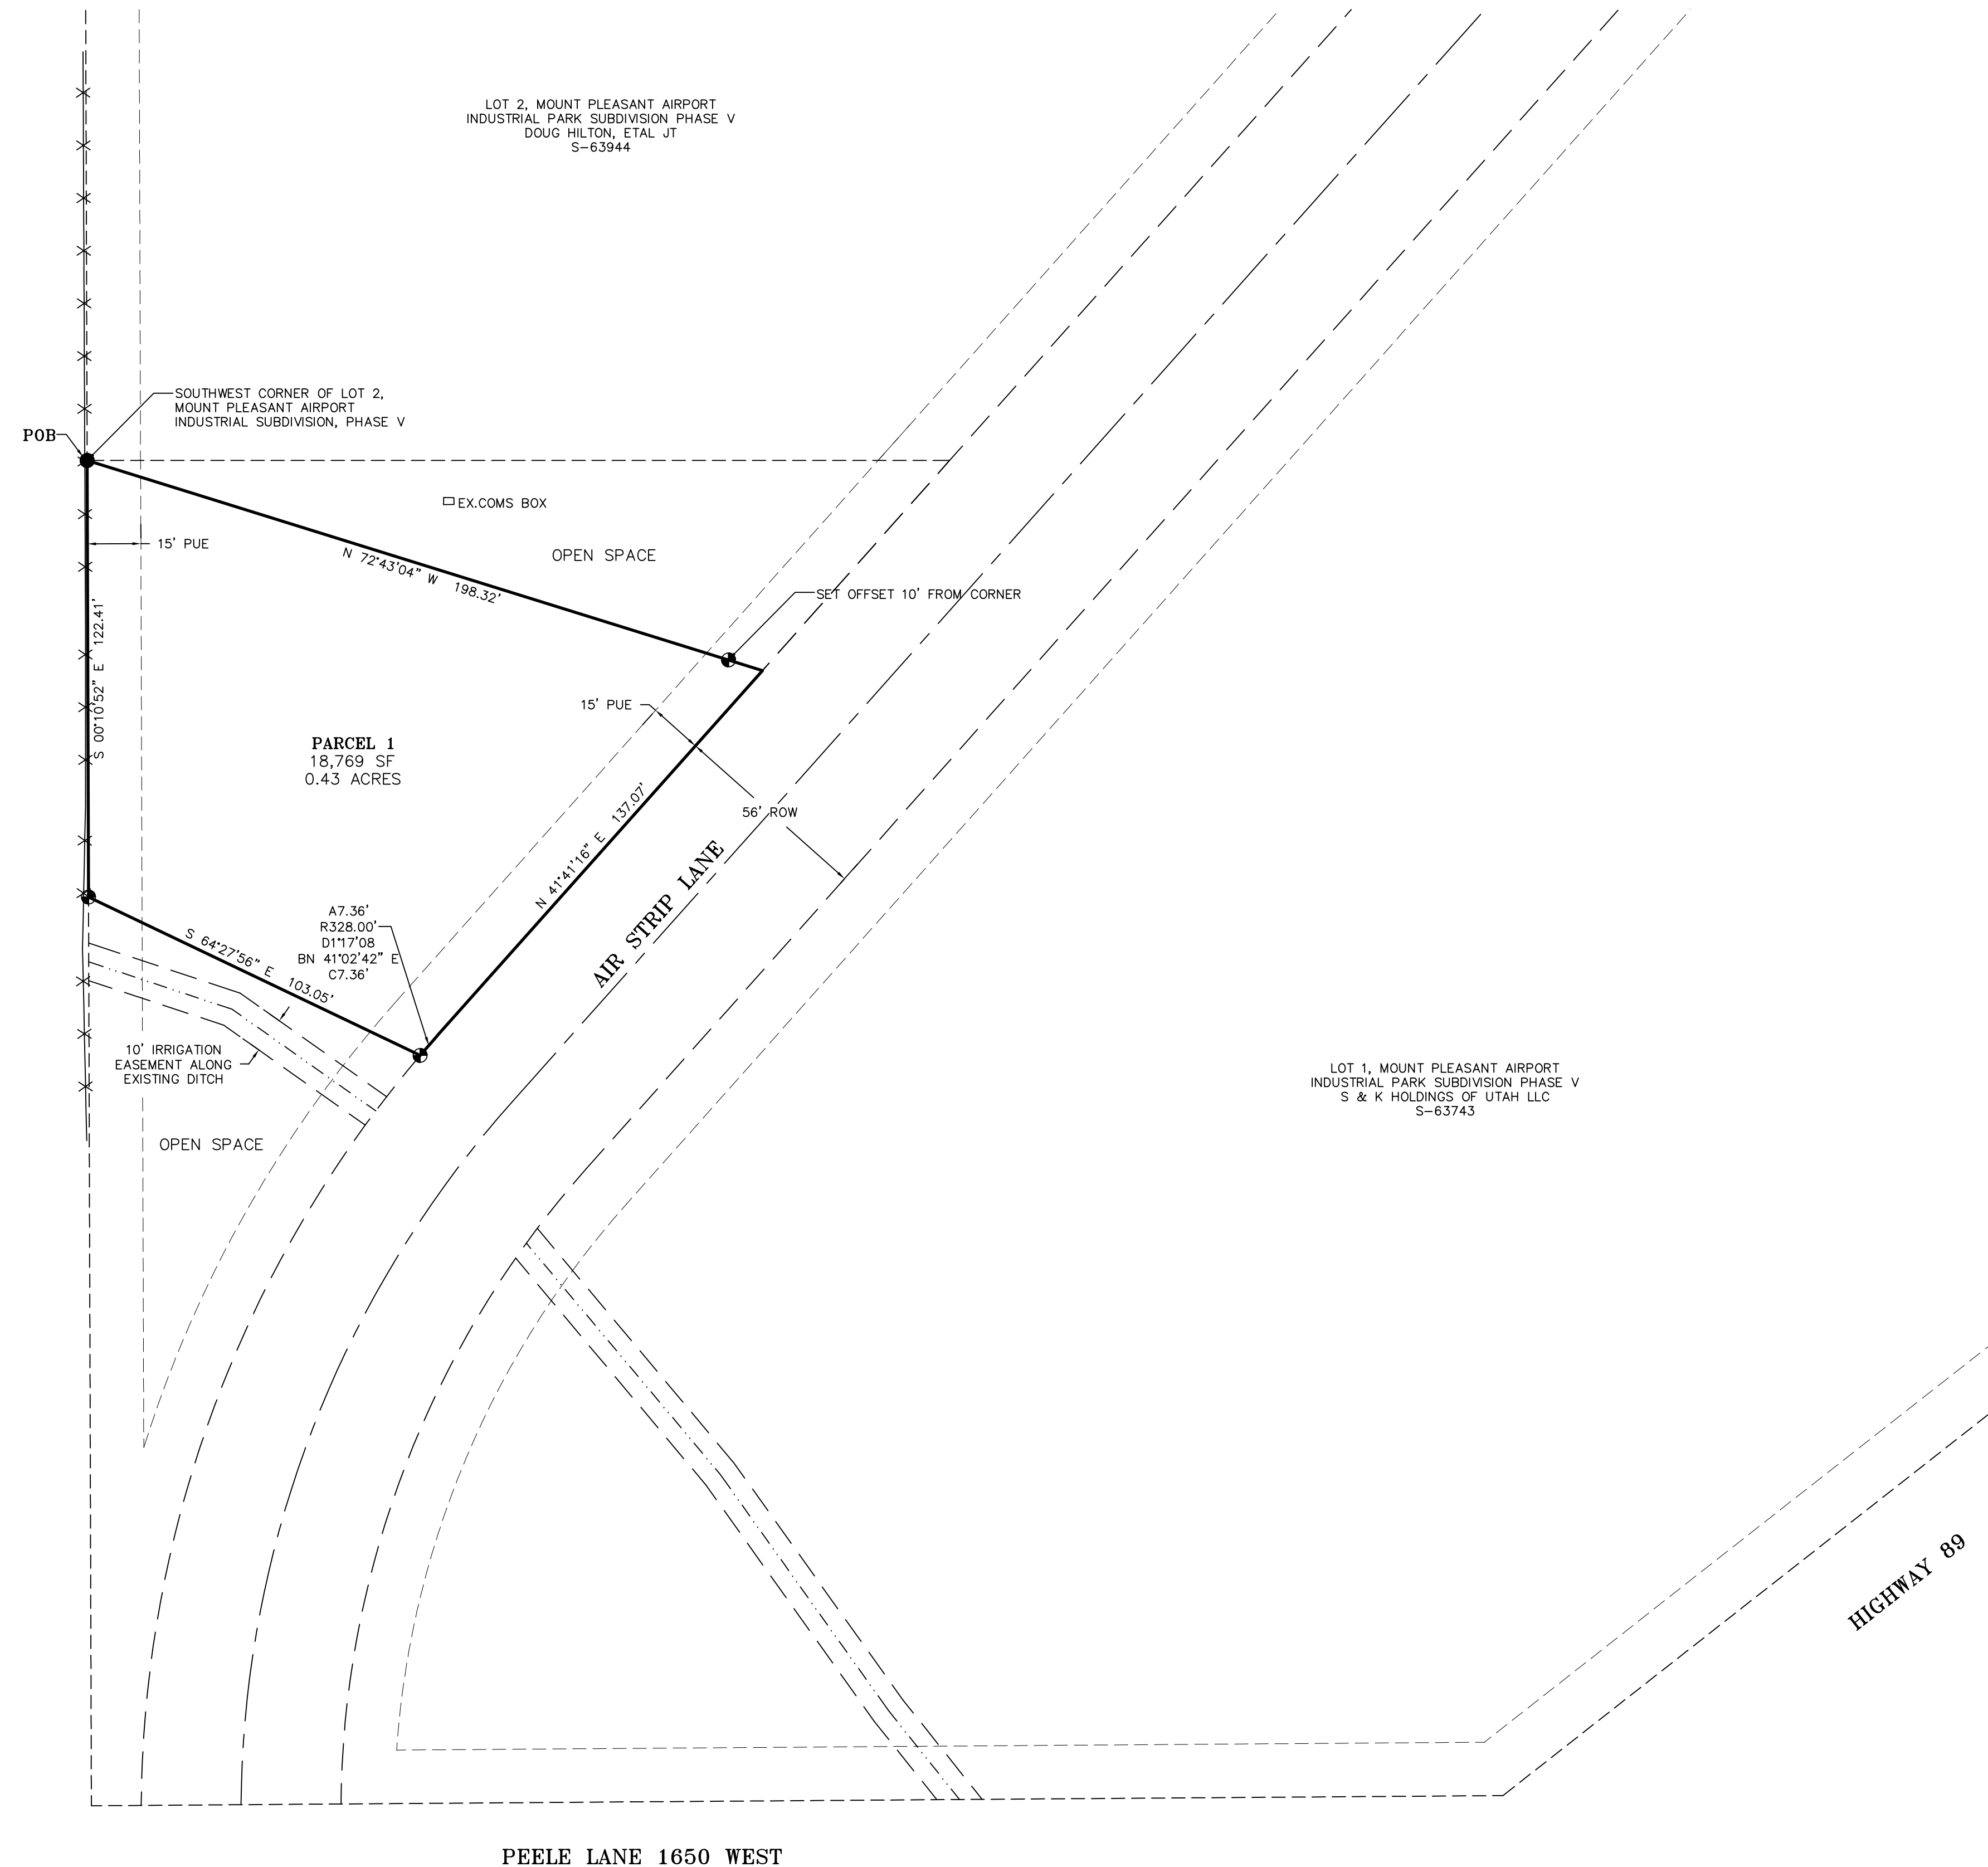 LOT 2, MOUNT PLEASANT AIRPORT
INDUSTRIAL PARK SUBDIVISION PHASE V
DOUG HILTON, ETAL JT
S-63944
SOUTHWEST CORNER OF LOT 2,
MOUNT PLEASANT AIRPORT
INDUSTRIAL SUBDIVISION, PHASE V
POB
EX.COMS BOX
15' PUE
OPEN SPACE
N 72°43'04" W 198.32'
SET OFFSET 10' FROM CORNER
S 00°10'52" E 122.41'
15' PUE
PARCEL 1
18,769 SF
0.43 ACRES
56' ROW
N 41°41'16" E 137.07'
AIR STRIP LANE
A7.36'
R328.00'
D1°17'08
BN 41°02'42" E
C7.36'
S 64°27'56" E 103.05'
10' IRRIGATION
EASEMENT ALONG
EXISTING DITCH
OPEN SPACE
LOT 1, MOUNT PLEASANT AIRPORT
INDUSTRIAL PARK SUBDIVISION PHASE V
S & K HOLDINGS OF UTAH LLC
S-63743
HIGHWAY 89
PEELE LANE 1650 WEST